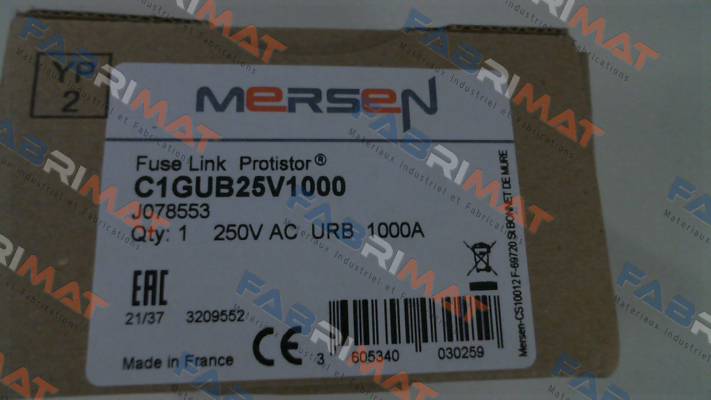 YP
2
MERSEN
Fuse Link Protistor®
C1GUB25V1000
J078553
Qty: 1 250V AC URB 1000A
EAC
21/37 3209552
Made in France
CE
3 605340 030259
Mersen-CS10012 F-69720 St BONNET DE MURE
FABRIMAT
Materiaux Industriel et Fabrications